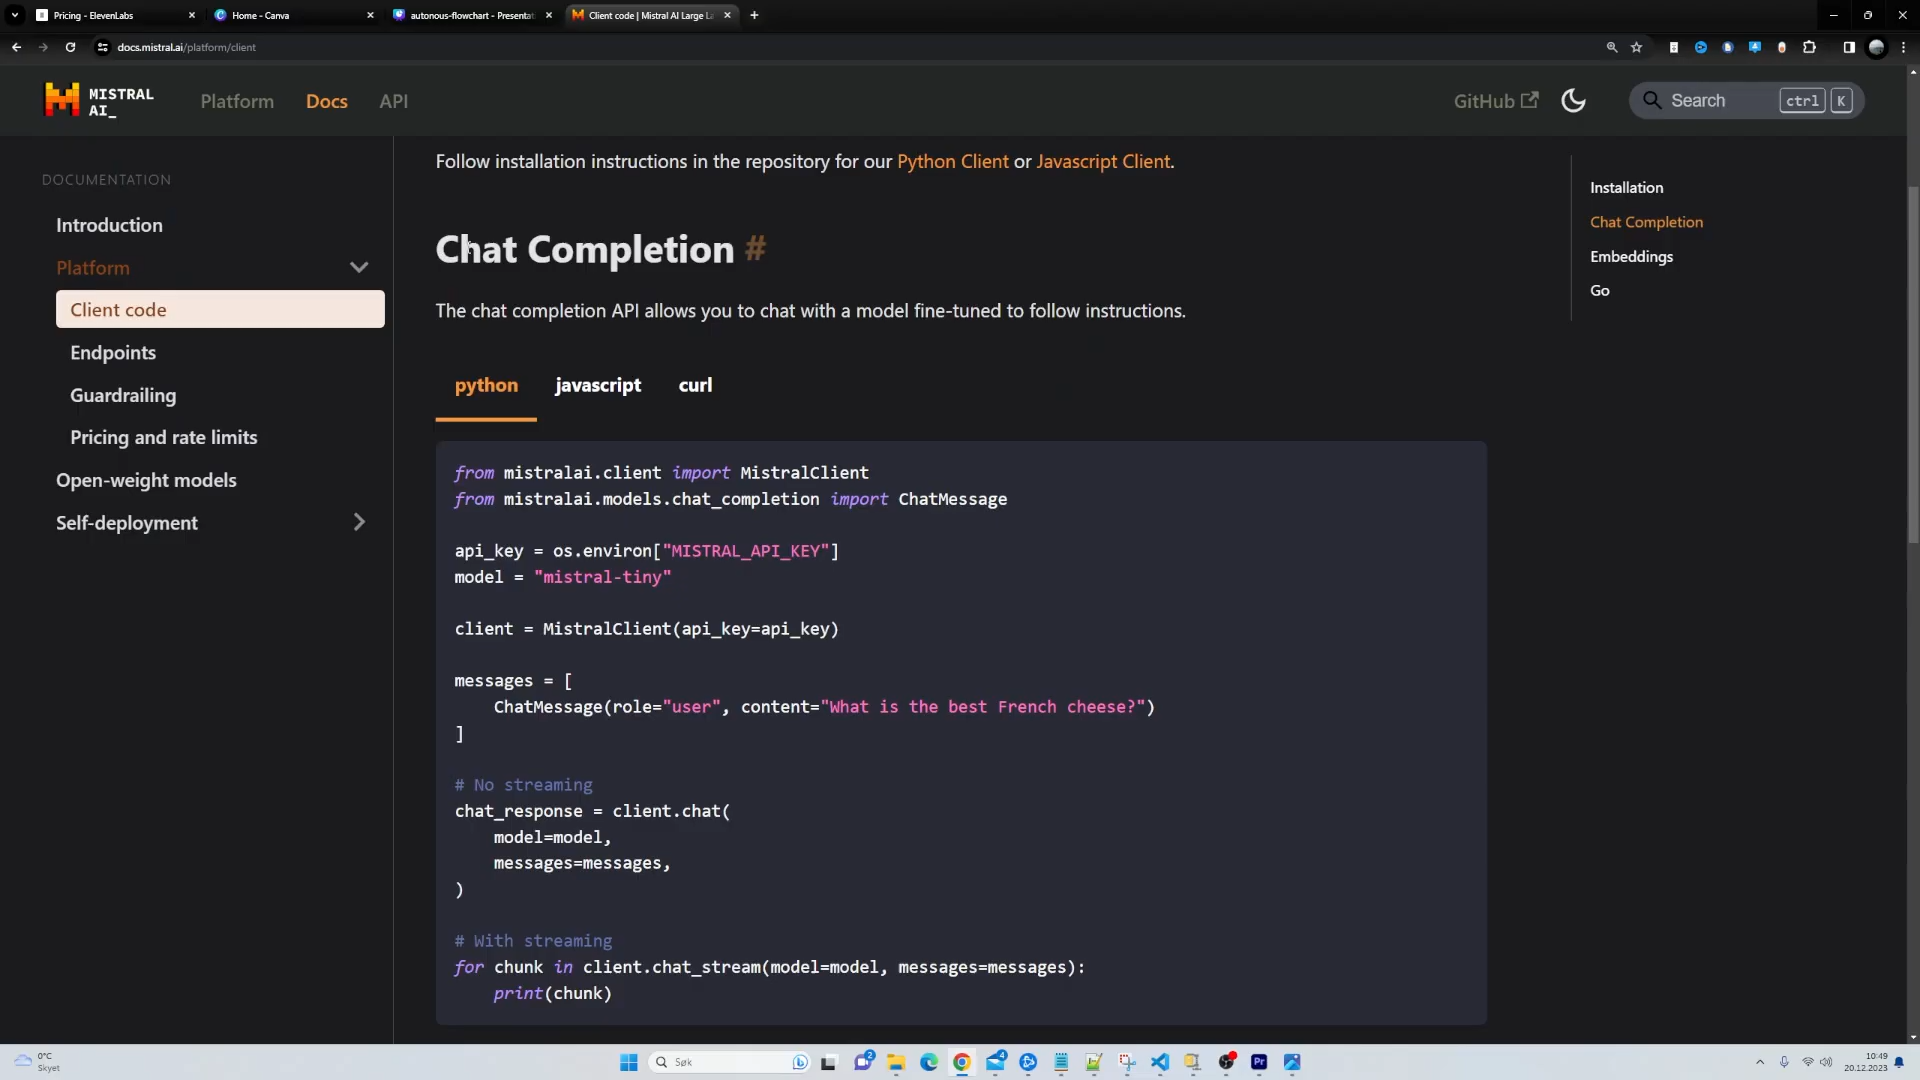 Pricing - ElevenLabs
Home - Canva
autonous-flowchart - Presentat
Client code | Mistral AI Large La
docs.mistral.ai/platform/client
MISTRAL
AI_
Platform
Docs
API
GitHub
Search
ctrl
K
DOCUMENTATION
Introduction
Platform
Client code
Endpoints
Guardrailing
Pricing and rate limits
Open-weight models
Self-deployment
Follow installation instructions in the repository for our Python Client or Javascript Client.
Chat Completion #
The chat completion API allows you to chat with a model fine-tuned to follow instructions.
python
javascript
curl
from mistralai.client import MistralClient
from mistralai.models.chat_completion import ChatMessage
api_key = os.environ["MISTRAL_API_KEY"]
model = "mistral-tiny"
client = MistralClient(api_key=api_key)
messages = [
    ChatMessage(role="user", content="What is the best French cheese?")
]
# No streaming
chat_response = client.chat(
    model=model,
    messages=messages,
)
# With streaming
for chunk in client.chat_stream(model=model, messages=messages):
    print(chunk)
Installation
Chat Completion
Embeddings
Go
0°C
Skyet
Søk
2
4
Pr
10:49
20.12.2023